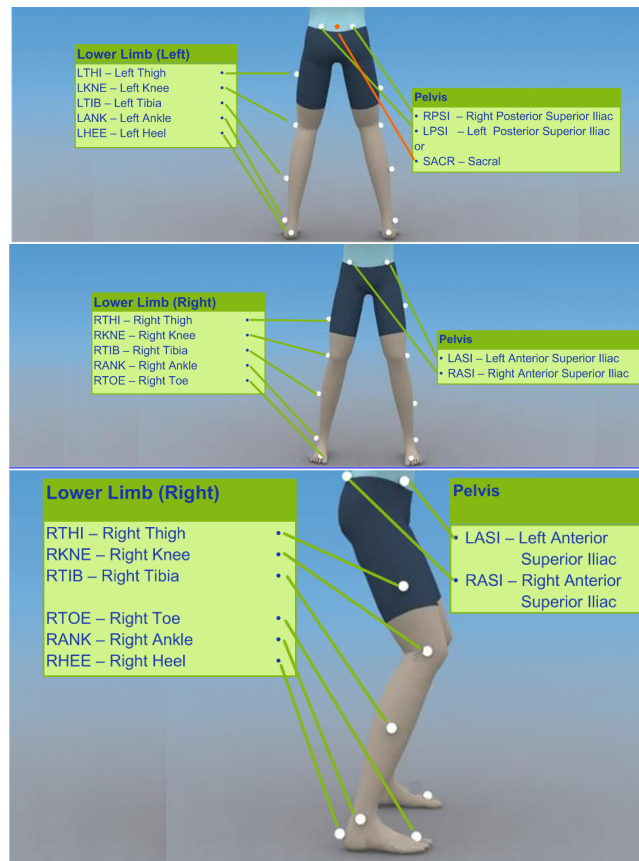 Lower Limb (Left)
LTHI – Left Thigh •
LKNE – Left Knee •
LTIB – Left Tibia •
LANK – Left Ankle •
LHEE – Left Heel •
Pelvis
• RPSI – Right Posterior Superior Iliac
• LPSI – Left Posterior Superior Iliac
or
• SACR – Sacral
Lower Limb (Right)
RTHI – Right Thigh •
RKNE – Right Knee •
RTIB – Right Tibia •
RANK – Right Ankle •
RTOE – Right Toe •
Pelvis
• LASI – Left Anterior Superior Iliac
• RASI – Right Anterior Superior Iliac
Lower Limb (Right)
RTHI – Right Thigh •
RKNE – Right Knee •
RTIB – Right Tibia •
RTOE – Right Toe •
RANK – Right Ankle •
RHEE – Right Heel •
Pelvis
• LASI – Left Anterior
Superior Iliac
• RASI – Right Anterior
Superior Iliac